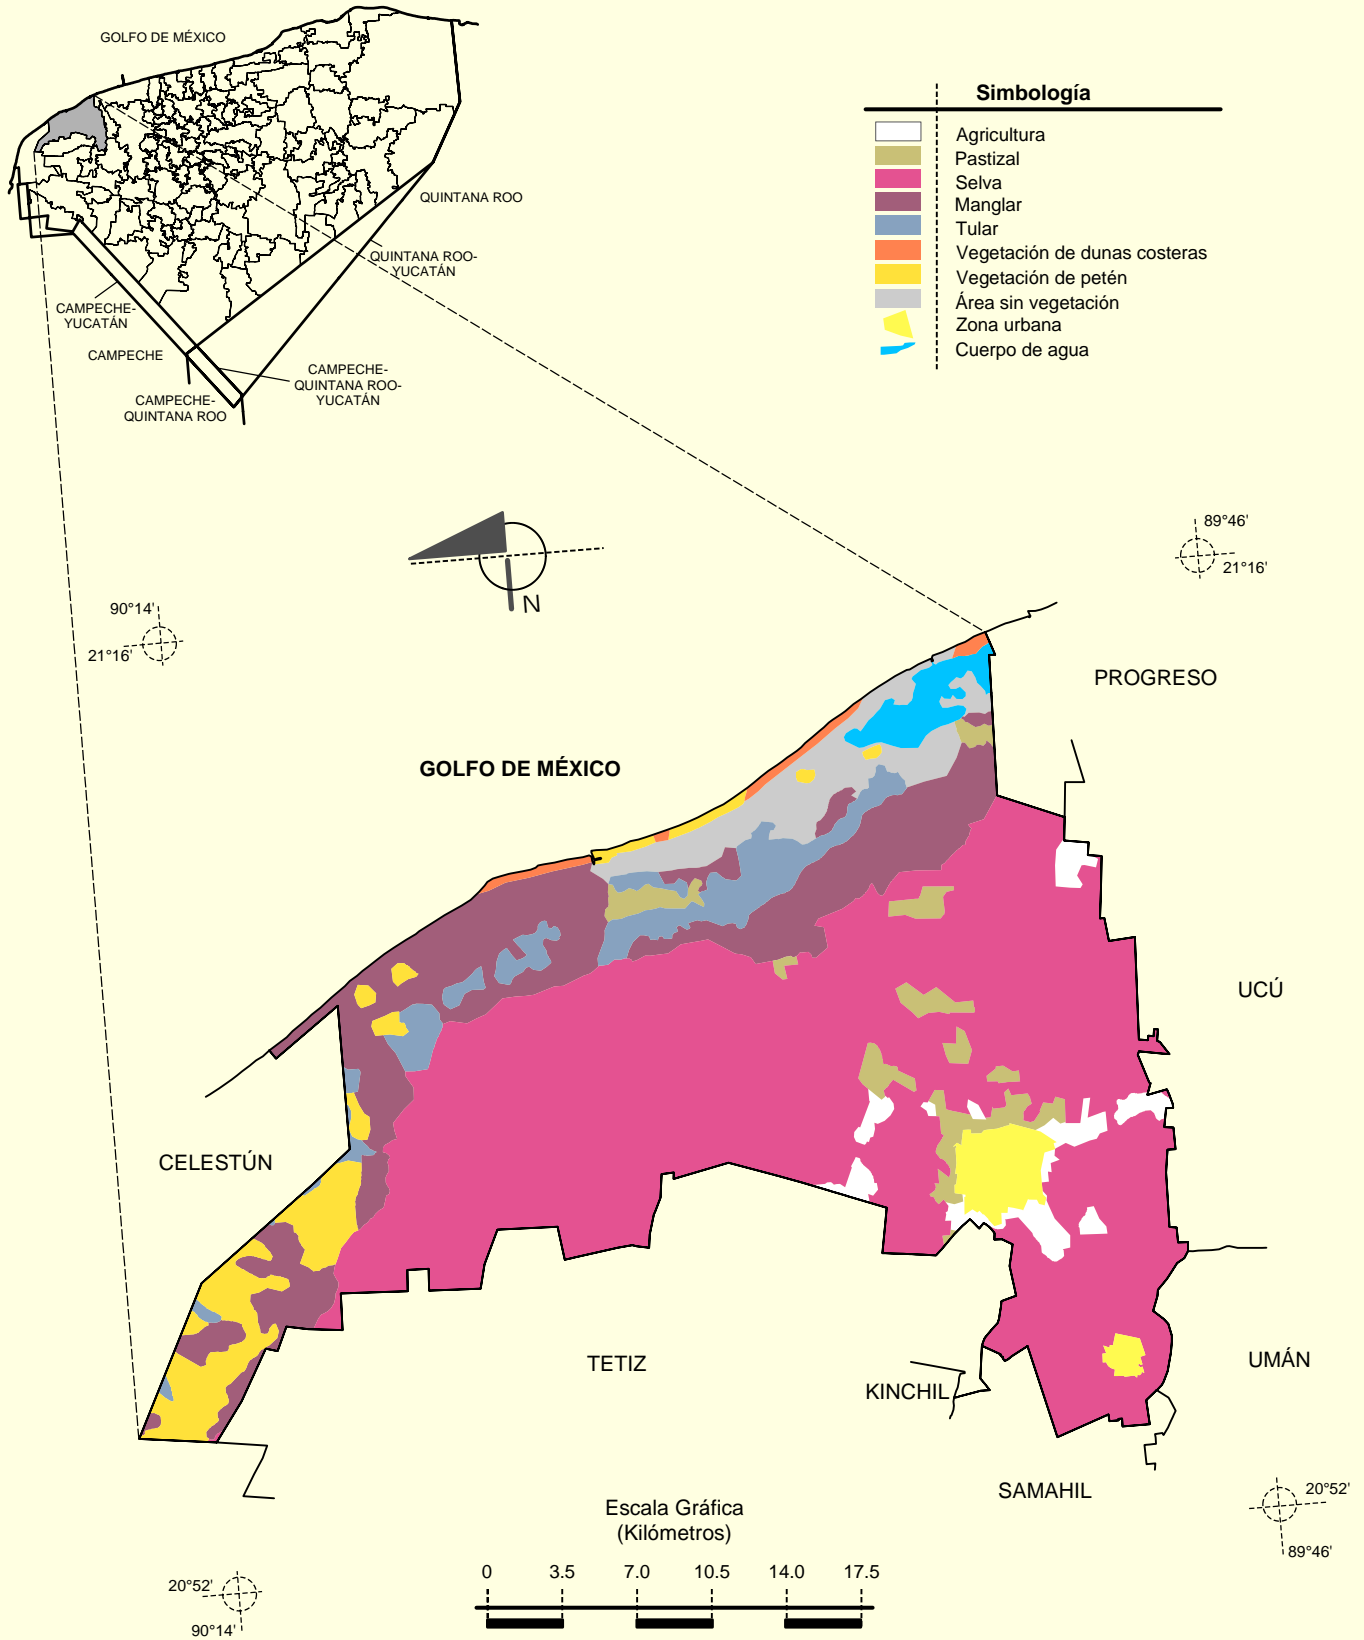 GOLFO DE MÉXICO
QUINTANA ROO
QUINTANA ROO-
YUCATÁN
CAMPECHE-
YUCATÁN
CAMPECHE
CAMPECHE-
QUINTANA ROO-
YUCATÁN
CAMPECHE-
QUINTANA ROO
Simbología
Agricultura
Pastizal
Selva
Manglar
Tular
Vegetación de dunas costeras
Vegetación de petén
Área sin vegetación
Zona urbana
Cuerpo de agua
89°46'
21°16'
90°14'
21°16'
N
PROGRESO
GOLFO DE MÉXICO
UCÚ
CELESTÚN
TETIZ
KINCHIL
UMÁN
SAMAHIL
20°52'
89°46'
Escala Gráfica
(Kilómetros)
0 3.5 7.0 10.5 14.0 17.5
20°52'
90°14'